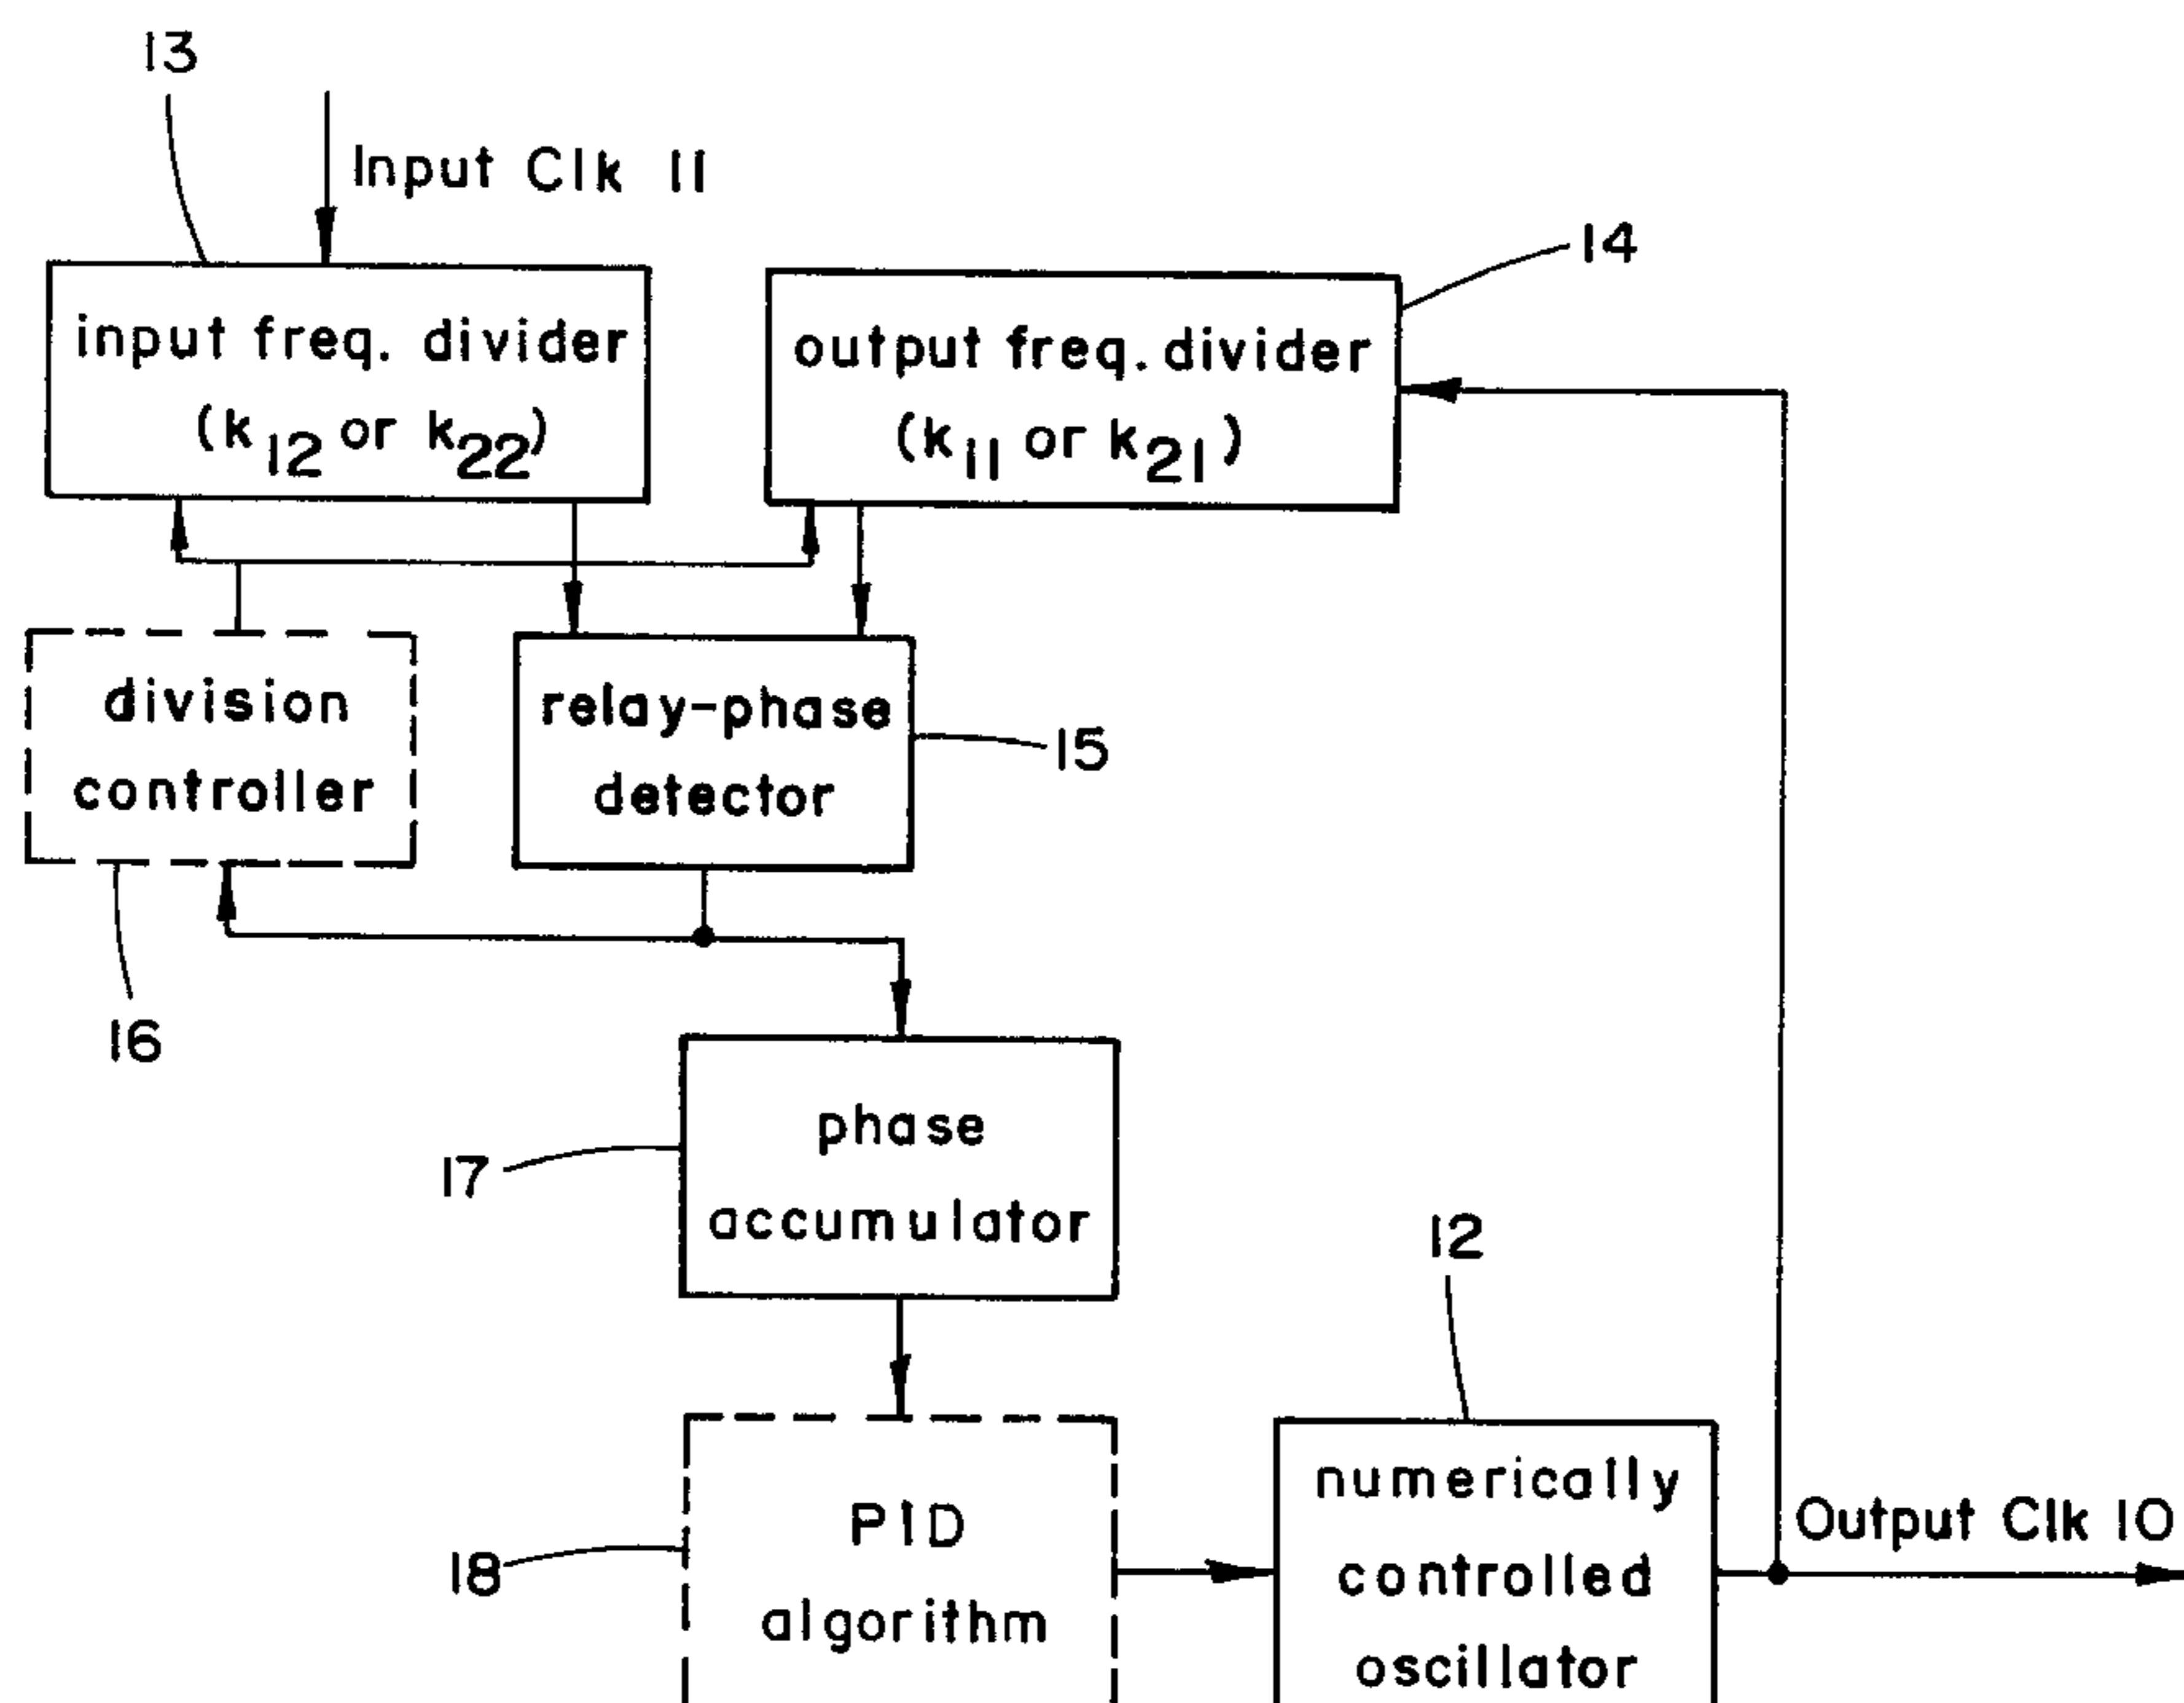 13
Input Clk 11
14
input freq. divider
(k12 or k22)
output freq. divider
(k11 or k21)
division
controller
relay-phase
detector
15
16
phase
accumulator
17
12
PID
algorithm
18
numerically
controlled
oscillator
Output Clk 10